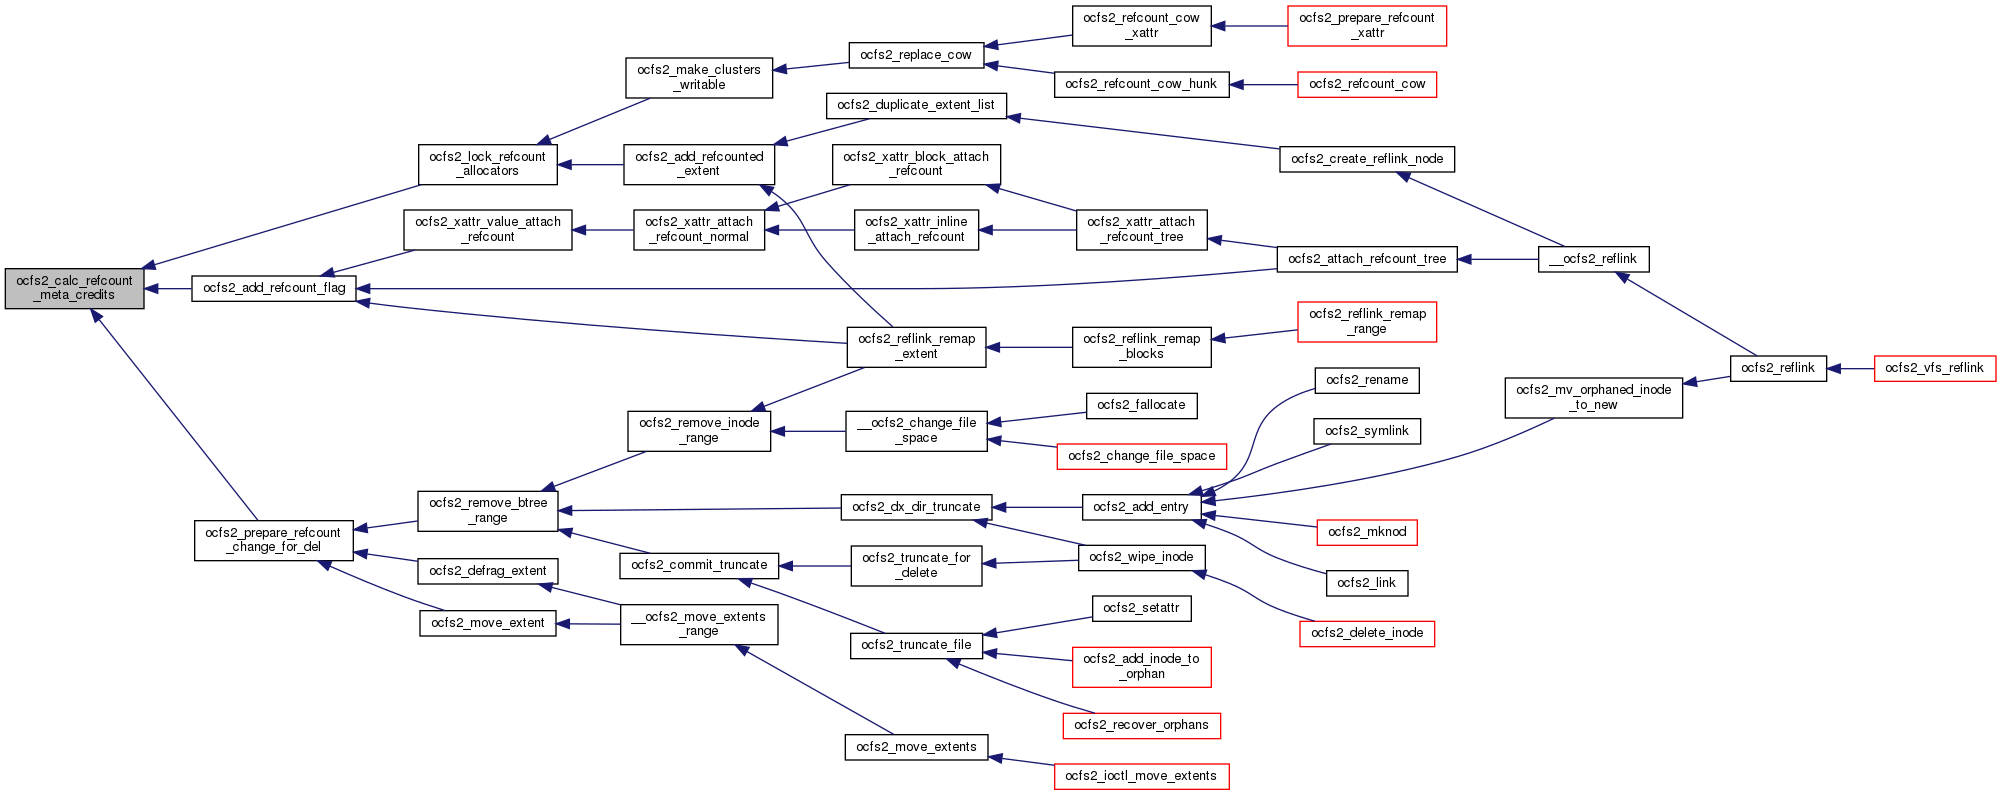 ocfs2_calc_refcount
_meta_credits
ocfs2_lock_refcount
_allocators
ocfs2_add_refcount_flag
ocfs2_prepare_refcount
_change_for_del
ocfs2_make_clusters
_writable
ocfs2_add_refcounted
_extent
ocfs2_xattr_value_attach
_refcount
ocfs2_xattr_attach
_refcount_normal
ocfs2_replace_cow
ocfs2_refcount_cow
_xattr
ocfs2_prepare_refcount
_xattr
ocfs2_refcount_cow_hunk
ocfs2_refcount_cow
ocfs2_duplicate_extent_list
ocfs2_xattr_block_attach
_refcount
ocfs2_xattr_inline
_attach_refcount
ocfs2_xattr_attach
_refcount_tree
ocfs2_create_reflink_node
ocfs2_attach_refcount_tree
__ocfs2_reflink
ocfs2_reflink_remap
_extent
ocfs2_reflink_remap
_blocks
ocfs2_reflink_remap
_range
ocfs2_reflink
ocfs2_vfs_reflink
ocfs2_mv_orphaned_inode
_to_new
ocfs2_remove_btree
_range
ocfs2_defrag_extent
ocfs2_move_extent
ocfs2_remove_inode
_range
__ocfs2_change_file
_space
ocfs2_fallocate
ocfs2_change_file_space
ocfs2_dx_dir_truncate
ocfs2_add_entry
ocfs2_rename
ocfs2_symlink
ocfs2_mknod
ocfs2_link
ocfs2_commit_truncate
ocfs2_truncate_for
_delete
ocfs2_wipe_inode
ocfs2_delete_inode
__ocfs2_move_extents
_range
ocfs2_truncate_file
ocfs2_setattr
ocfs2_add_inode_to
_orphan
ocfs2_recover_orphans
ocfs2_move_extents
ocfs2_ioctl_move_extents